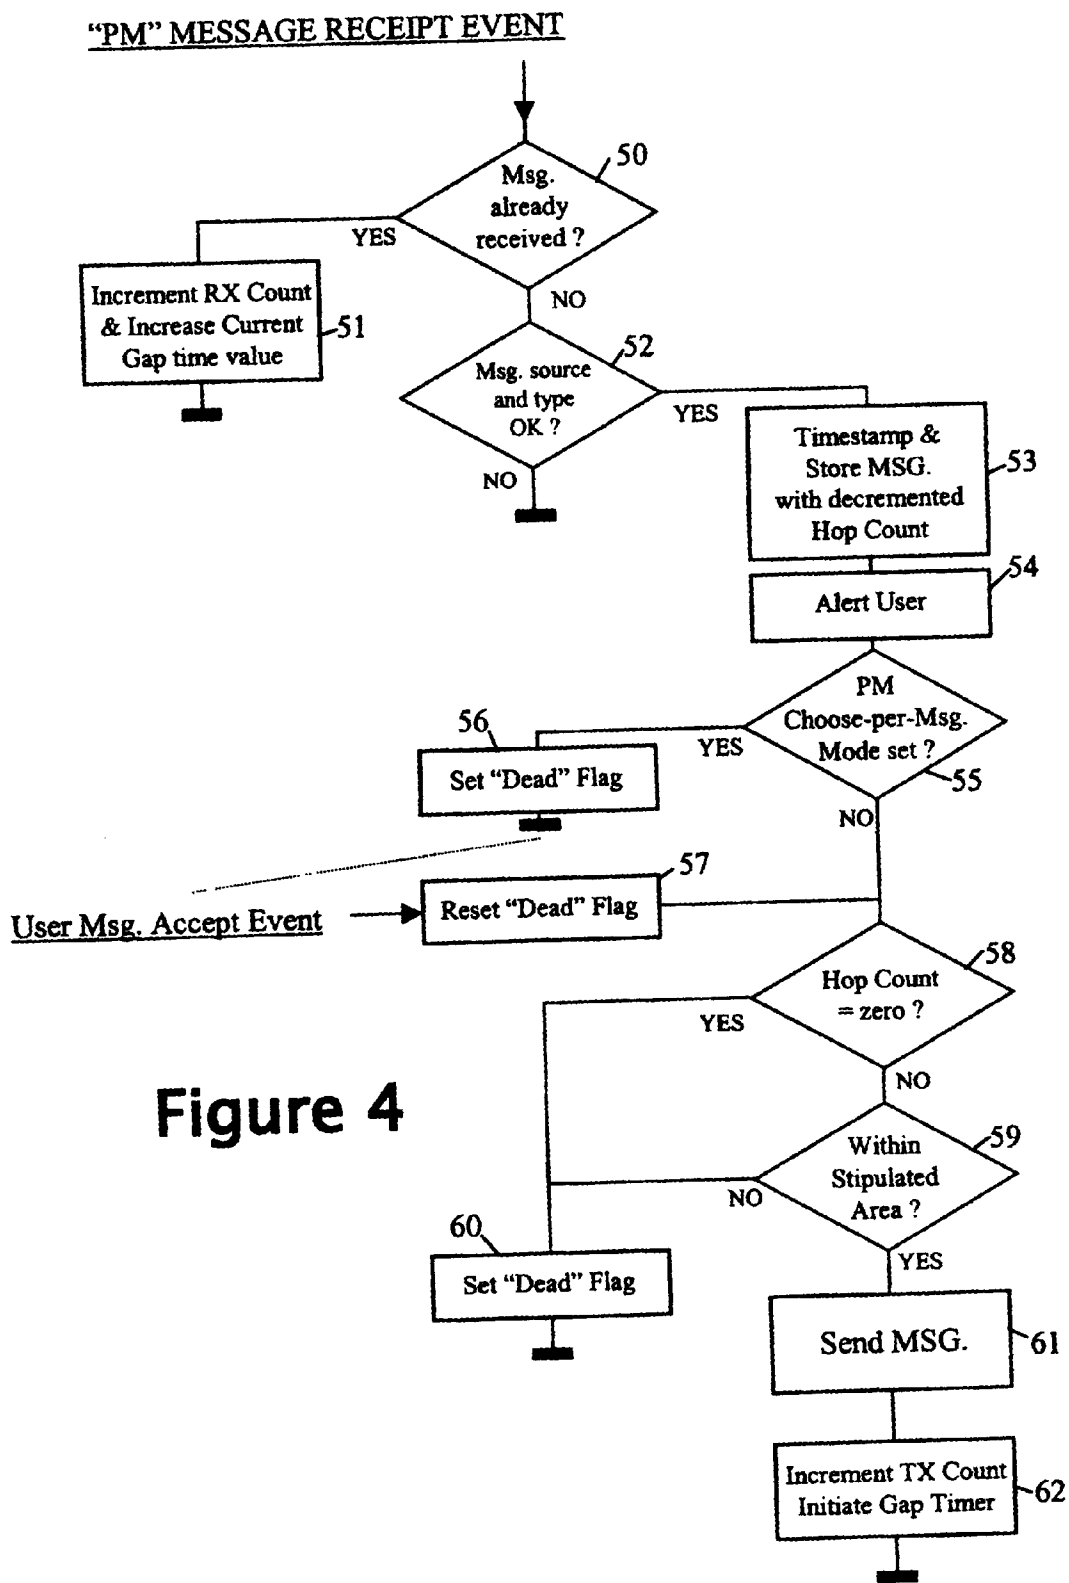 “PM” MESSAGE RECEIPT EVENT
50
Msg.
already
received ?
YES
NO
Increment RX Count
& Increase Current
Gap time value
51
52
Msg. source
and type
OK ?
YES
NO
Timestamp &
Store MSG.
with decremented
Hop Count
53
54
Alert User
PM
Choose-per-Msg.
Mode set ?
55
YES
NO
56
Set “Dead” Flag
57
User Msg. Accept Event
Reset “Dead” Flag
58
Hop Count
= zero ?
YES
NO
Figure 4
59
Within
Stipulated
Area ?
NO
YES
60
Set “Dead” Flag
Send MSG.
61
Increment TX Count
Initiate Gap Timer
62